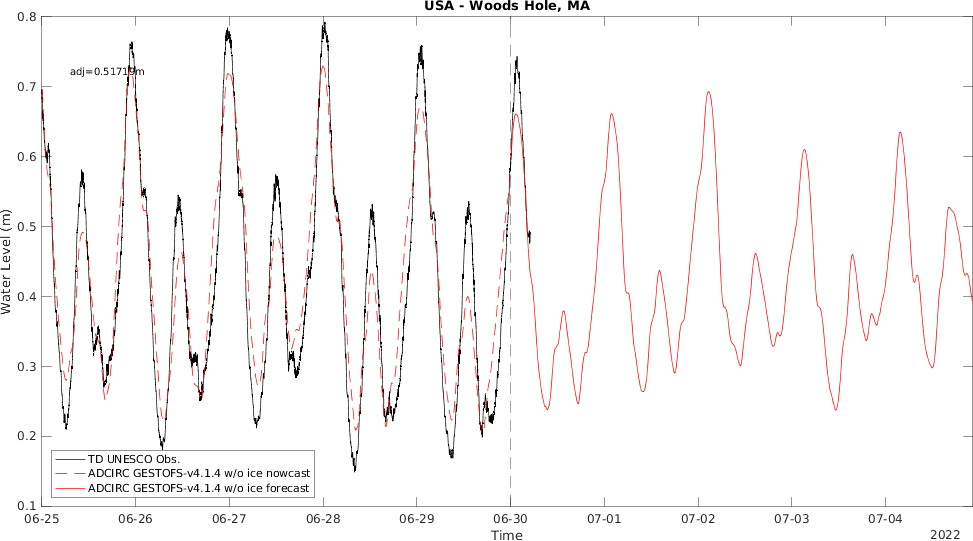 USA - Woods Hole, MA
0.8
adj=0.51719m
0.7
0.6
0.5
Water Level (m)
0.4
0.3
0.2
TD UNESCO Obs.
ADCIRC GESTOFS-v4.1.4 w/o ice nowcast
ADCIRC GESTOFS-v4.1.4 w/o ice forecast
0.1
06-25 06-26 06-27 06-28 06-29 06-30 07-01 07-02 07-03 07-04
Time
2022